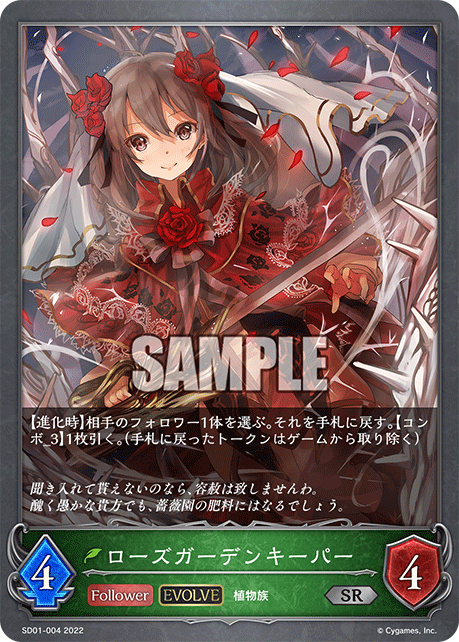 SAMPLE
【進化時】相手のフォロワー1体を選ぶ。それを手札に戻す。【コン
ボ_3】1枚引く。（手札に戻ったトークンはゲームから取り除く）
聞き入れて貰えないのなら、容赦は致しませんわ。
醜く愚かな貴方でも、薔薇園の肥料にはなるでしょう。
ローズガーデンキーパー
4
Follower EVOLVE 植物族 SR
4
SD01-004 2022 © Cygames, Inc.